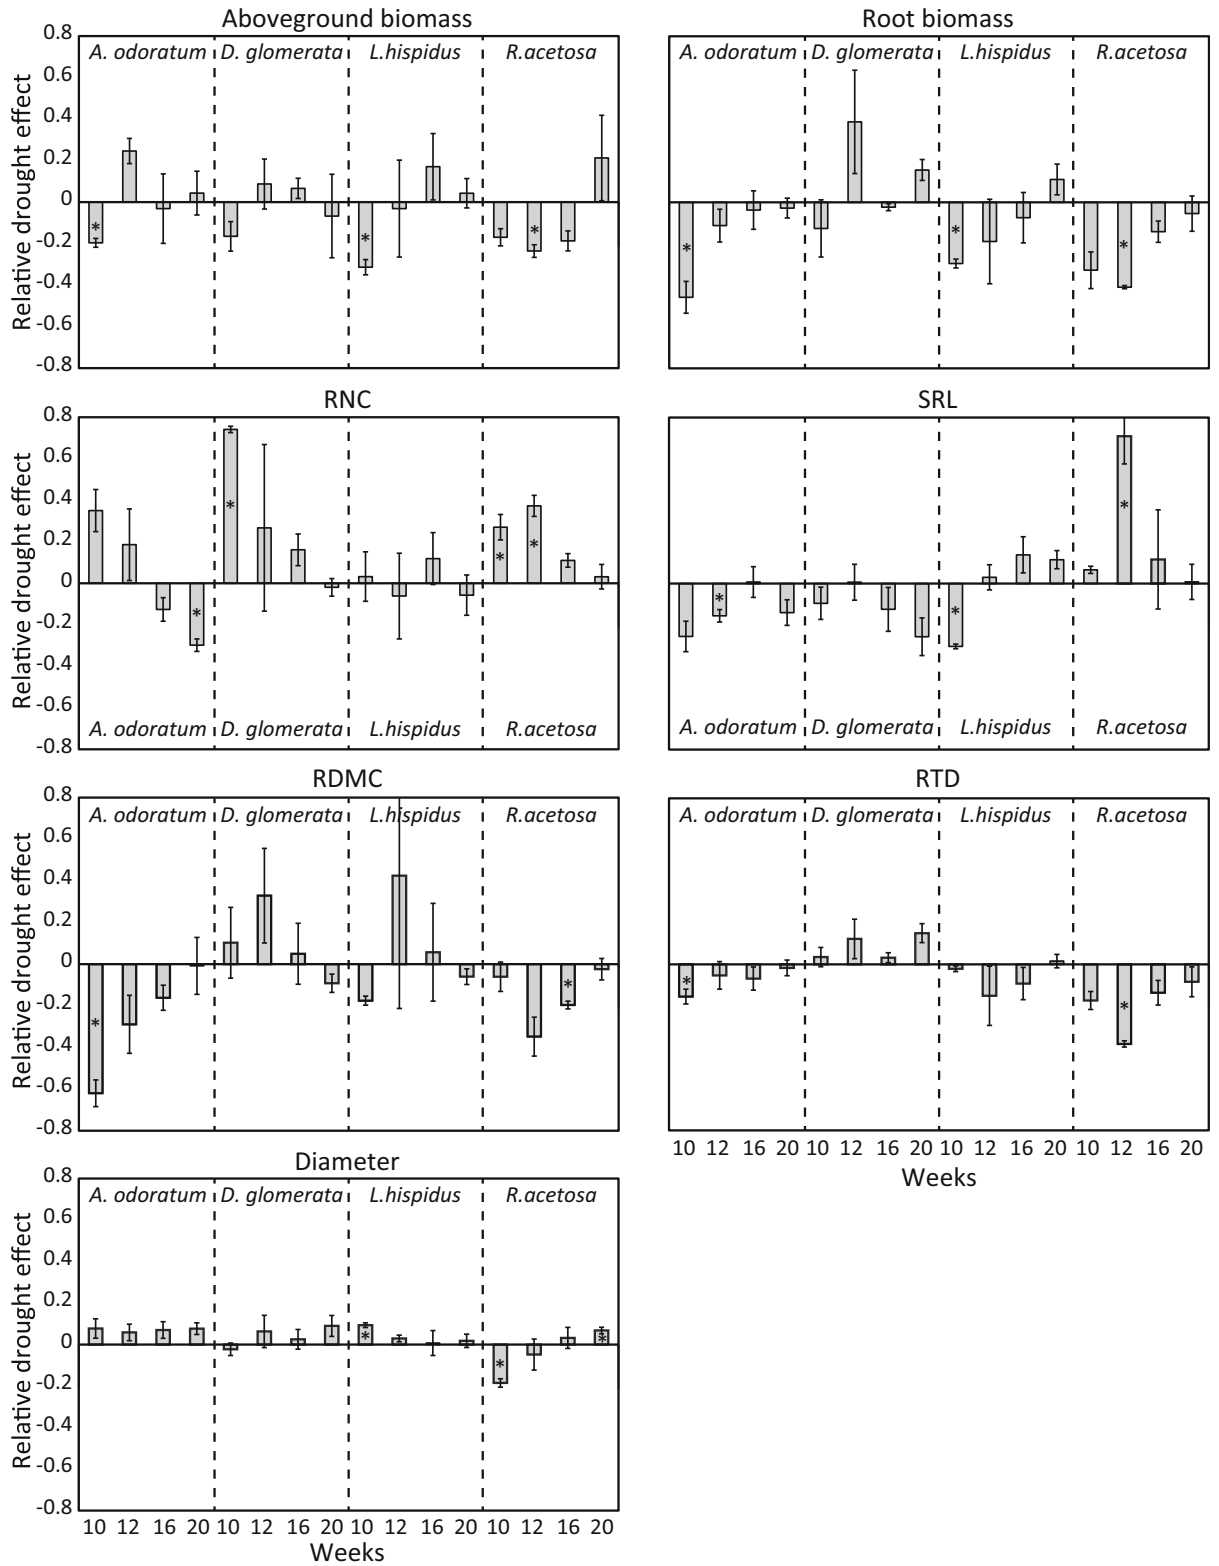 Aboveground biomass
Root biomass
0.8
0.6
0.4
0.2
0
-0.2
-0.4
-0.6
-0.8
Relative drought effect
A. odoratum D. glomerata L.hispidus R.acetosa
* * *
A. odoratum D. glomerata L.hispidus R.acetosa
* * *
RNC
SRL
0.8
0.6
0.4
0.2
0
-0.2
-0.4
-0.6
-0.8
Relative drought effect
* * * *
A. odoratum D. glomerata L.hispidus R.acetosa
* * *
A. odoratum D. glomerata L.hispidus R.acetosa
RDMC
RTD
0.8
0.6
0.4
0.2
0
-0.2
-0.4
-0.6
-0.8
Relative drought effect
A. odoratum D. glomerata L.hispidus R.acetosa
* *
A. odoratum D. glomerata L.hispidus R.acetosa
* *
10 12 16 20 10 12 16 20 10 12 16 20 10 12 16 20
Weeks
Diameter
0.8
0.6
0.4
0.2
0
-0.2
-0.4
-0.6
-0.8
Relative drought effect
A. odoratum D. glomerata L.hispidus R.acetosa
* * *
10 12 16 20 10 12 16 20 10 12 16 20 10 12 16 20
Weeks